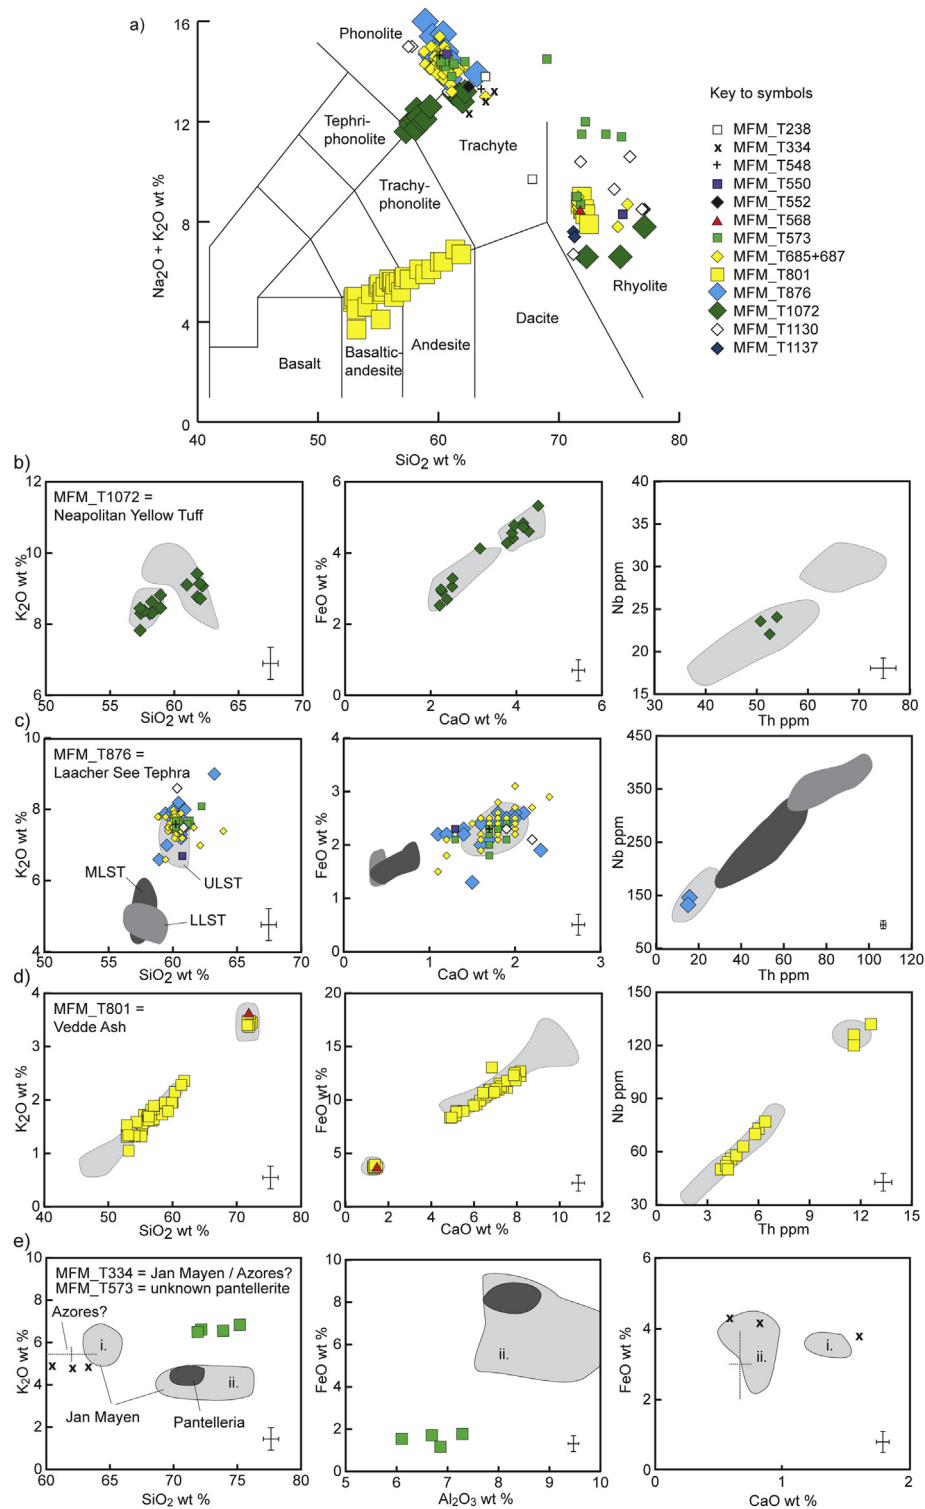 a)
16
12
8
4
0
Na₂O + K₂O wt %
40
50
60
70
80
SiO₂ wt %
Phonolite
Tephri-
phonolite
Trachyte
Trachy-
phonolite
Rhyolite
Dacite
Andesite
Basaltic-
andesite
Basalt
Key to symbols
MFM_T238
MFM_T334
MFM_T548
MFM_T550
MFM_T552
MFM_T568
MFM_T573
MFM_T685+687
MFM_T801
MFM_T876
MFM_T1072
MFM_T1130
MFM_T1137
b)
MFM_T1072 =
Neapolitan Yellow Tuff
12
10
8
6
K₂O wt %
50
55
60
65
70
SiO₂ wt %
6
4
2
0
FeO wt %
0
2
4
6
CaO wt %
40
35
30
25
20
15
Nb ppm
30
40
50
60
70
80
Th ppm
c)
MFM_T876 =
Laacher See Tephra
MLST
ULST
LLST
10
8
6
4
K₂O wt %
50
55
60
65
70
SiO₂ wt %
4
3
2
1
0
FeO wt %
0
1
2
3
CaO wt %
450
350
250
150
50
Nb ppm
0
20
40
60
80
100
120
Th ppm
d)
MFM_T801 =
Vedde Ash
4
3
2
1
0
K₂O wt %
40
50
60
70
80
SiO₂ wt %
20
15
10
5
0
FeO wt %
0
2
4
6
8
10
12
CaO wt %
150
120
90
60
30
Nb ppm
0
3
6
9
12
15
Th ppm
e)
MFM_T334 = Jan Mayen / Azores?
MFM_T573 = unknown pantellerite
Azores?
i.
ii.
Jan Mayen
Pantelleria
10
8
6
4
2
0
K₂O wt %
60
65
70
75
80
SiO₂ wt %
10
8
6
4
2
0
FeO wt %
ii.
5
6
7
8
9
10
Al₂O₃ wt %
6
4
2
0
FeO wt %
ii.
i.
0
1
2
CaO wt %